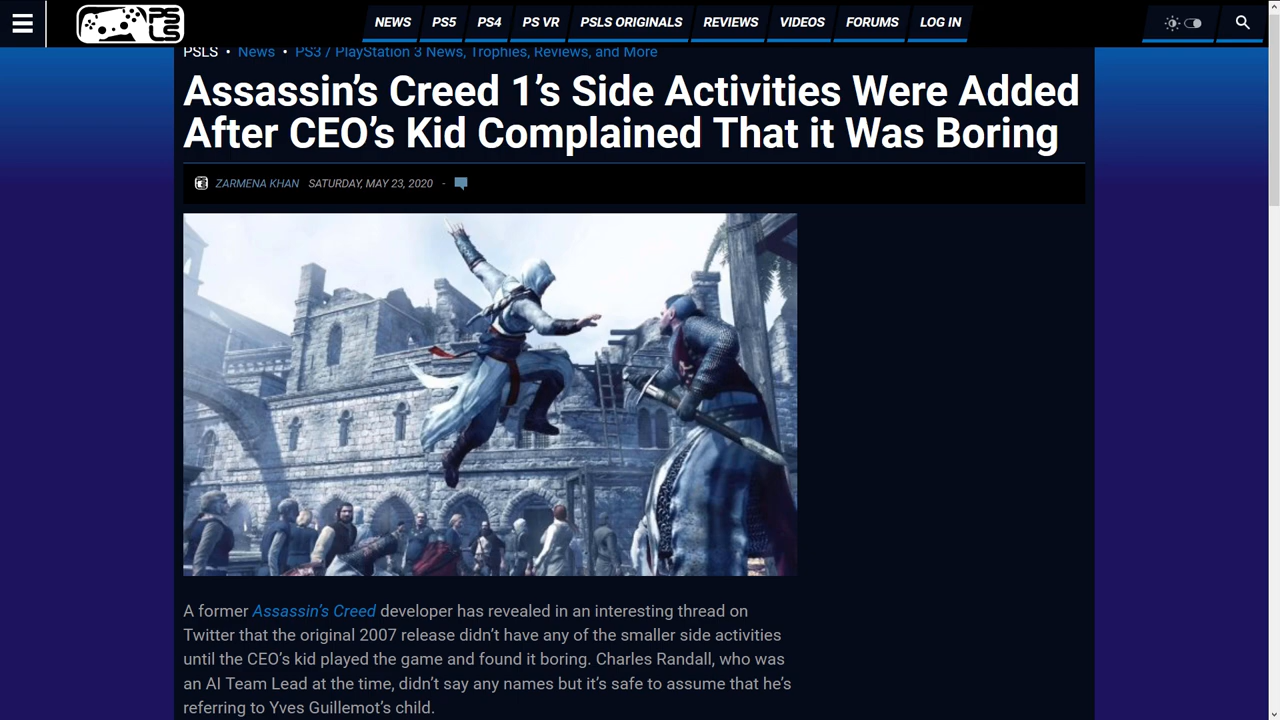 PS
LS
NEWS PS5 PS4 PS VR PSLS ORIGINALS REVIEWS VIDEOS FORUMS LOG IN
PSLS • News • PS3 / PlayStation 3 News, Trophies, Reviews, and More
Assassin’s Creed 1’s Side Activities Were Added
After CEO’s Kid Complained That it Was Boring
ZARMENA KHAN SATURDAY, MAY 23, 2020 -
A former Assassin’s Creed developer has revealed in an interesting thread on
Twitter that the original 2007 release didn’t have any of the smaller side activities
until the CEO’s kid played the game and found it boring. Charles Randall, who was
an AI Team Lead at the time, didn’t say any names but it’s safe to assume that he’s
referring to Yves Guillemot’s child.